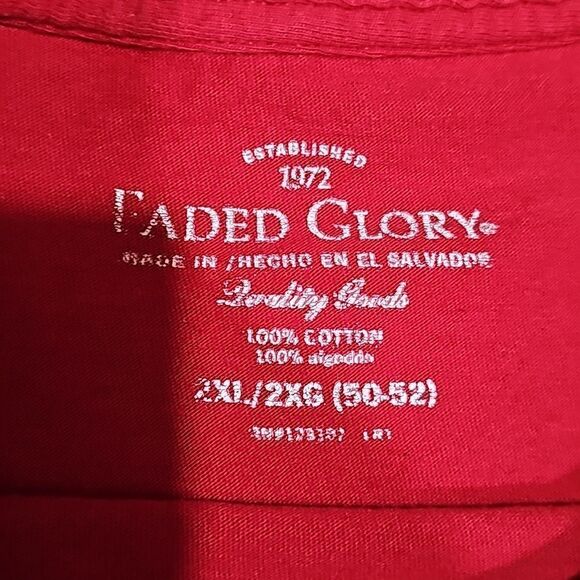 ESTABLISHED
1972
FADED GLORY®
MADE IN / HECHO EN EL SALVADOR
Quality Goods
100% COTTON
100% algodón
2XL/2XG (50-52)